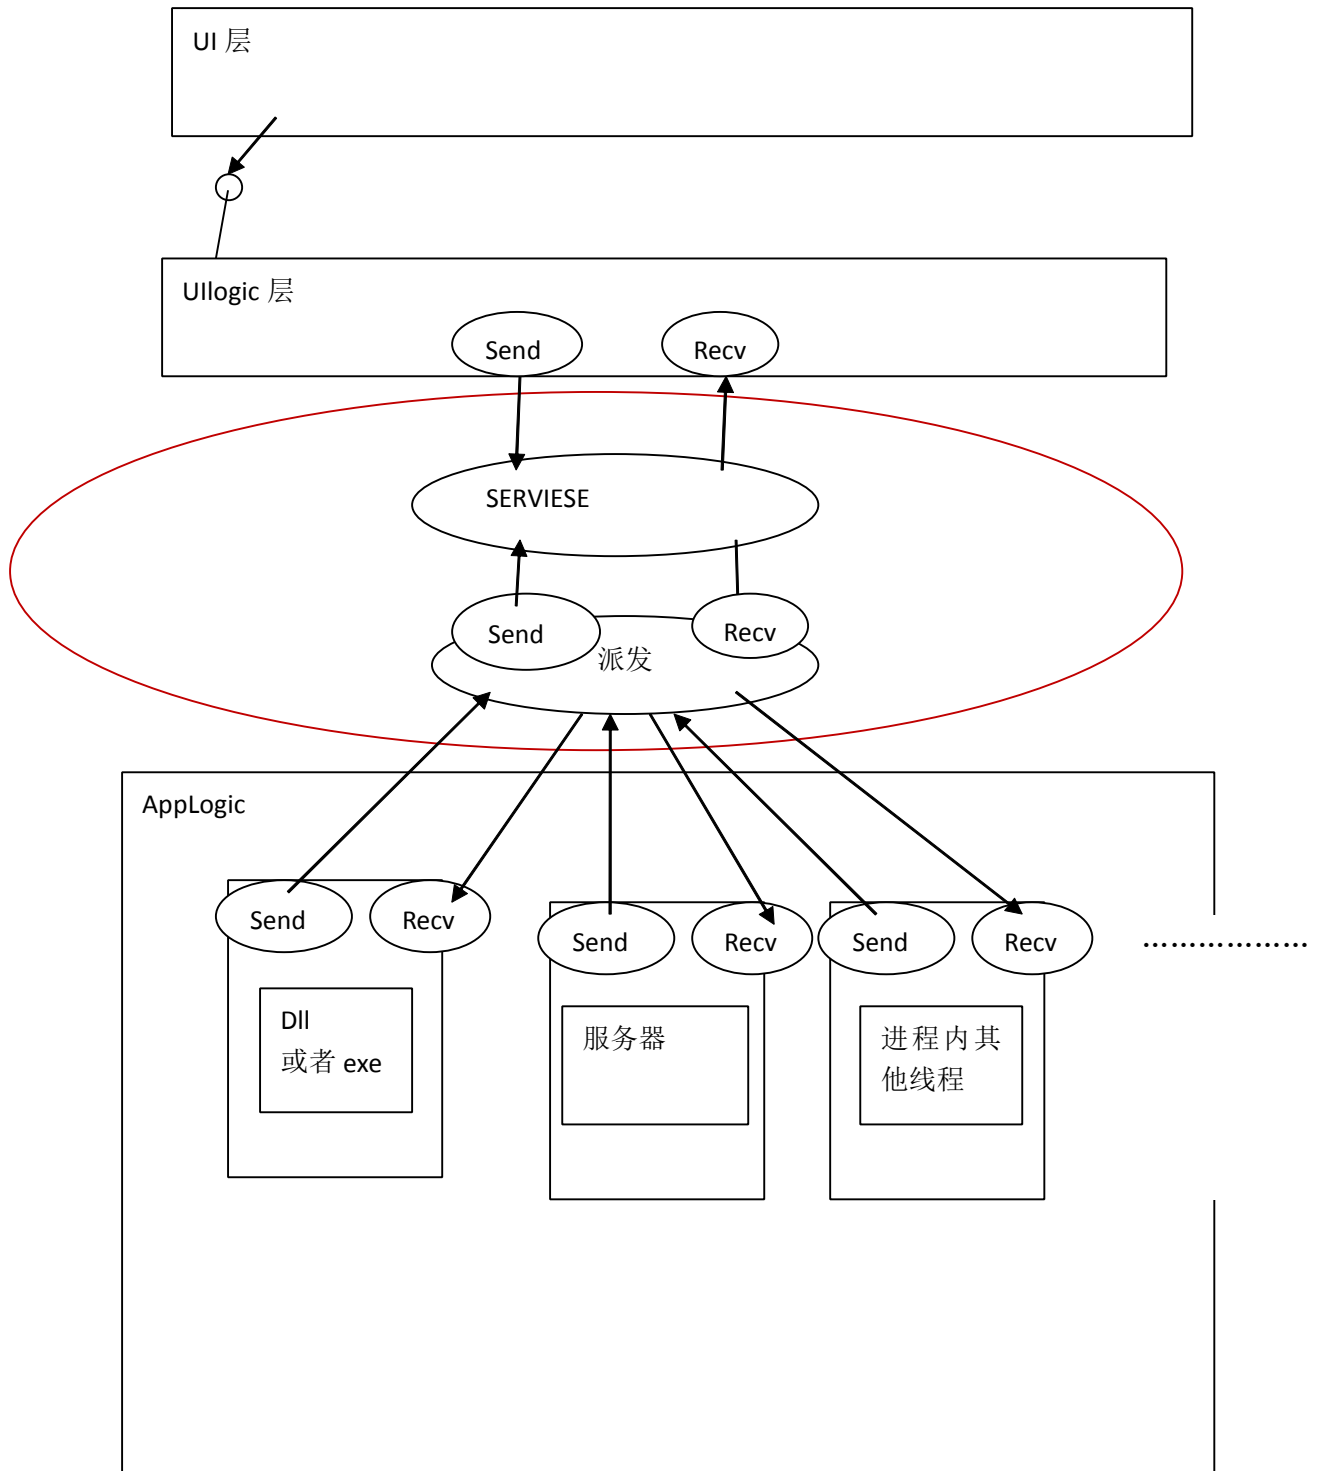 UI 层
UIlogic 层
Send
Recv
SERVIESE
Send
Recv
派发
AppLogic
Send
Recv
Send
Recv
Send
Recv
………………
Dll
或者 exe
服务器
进程内其
他线程